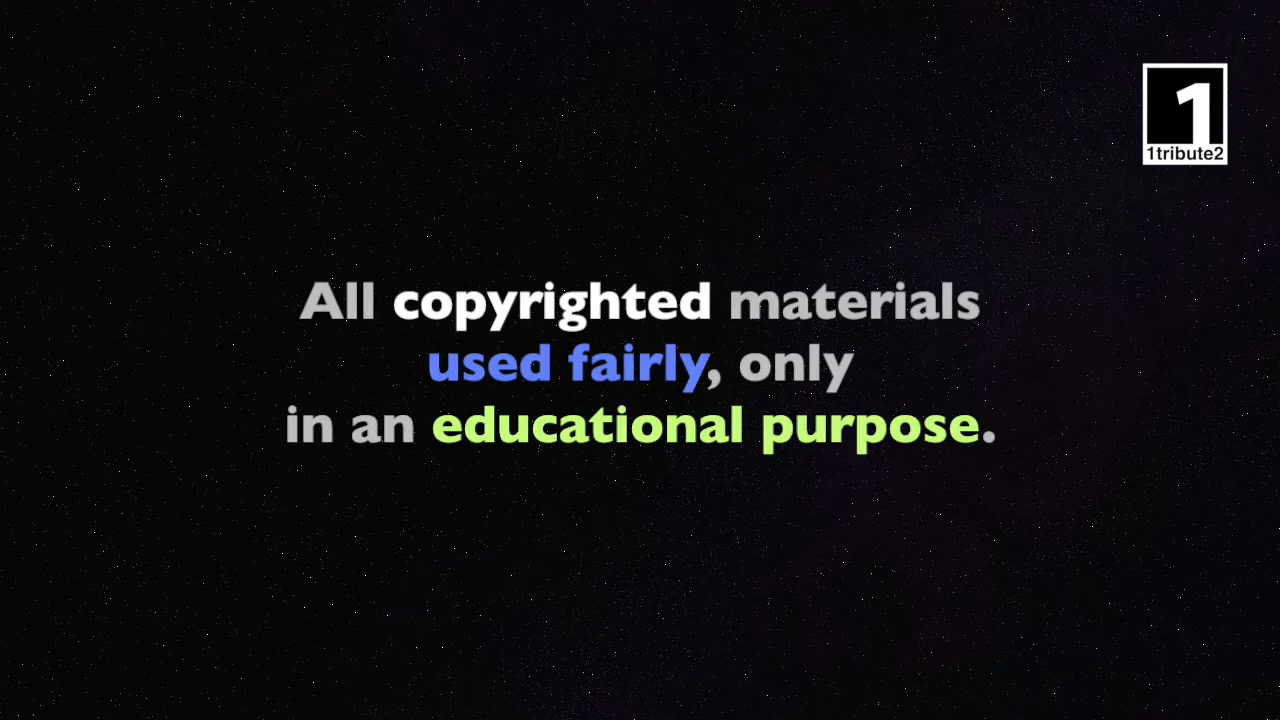 1
1tribute2
All copyrighted materials
used fairly, only
in an educational purpose.